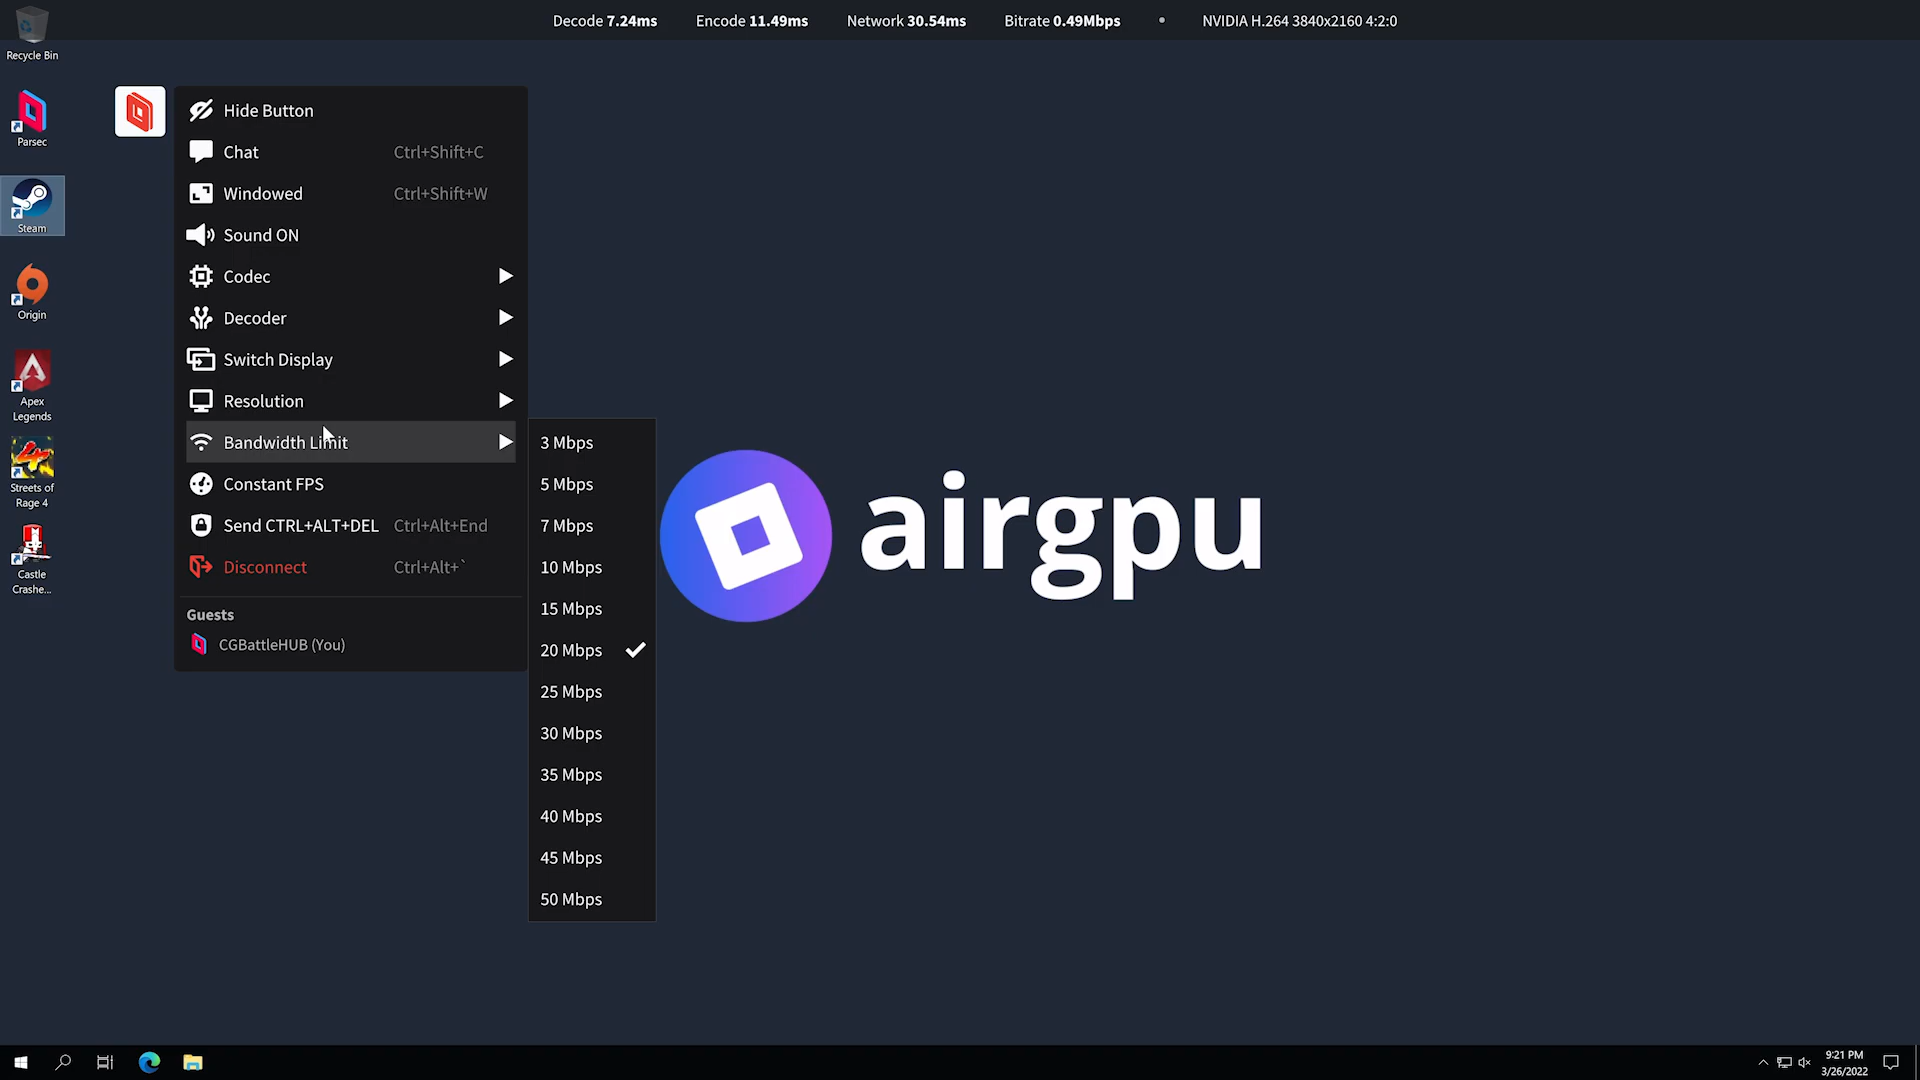 Decode 7.24ms Encode 11.49ms Network 30.54ms Bitrate 0.49Mbps • NVIDIA H.264 3840x2160 4:2:0
Recycle Bin
Parsec
Steam
Origin
Apex
Legends
Streets of
Rage 4
Castle
Crashe...
Hide Button
Chat Ctrl+Shift+C
Windowed Ctrl+Shift+W
Sound ON
Codec
Decoder
Switch Display
Resolution
Bandwidth Limit
Constant FPS
Send CTRL+ALT+DEL Ctrl+Alt+End
Disconnect Ctrl+Alt+`
Guests
CGBattleHUB (You)
3 Mbps
5 Mbps
7 Mbps
10 Mbps
15 Mbps
20 Mbps
25 Mbps
30 Mbps
35 Mbps
40 Mbps
45 Mbps
50 Mbps
airgpu
9:21 PM
3/26/2022